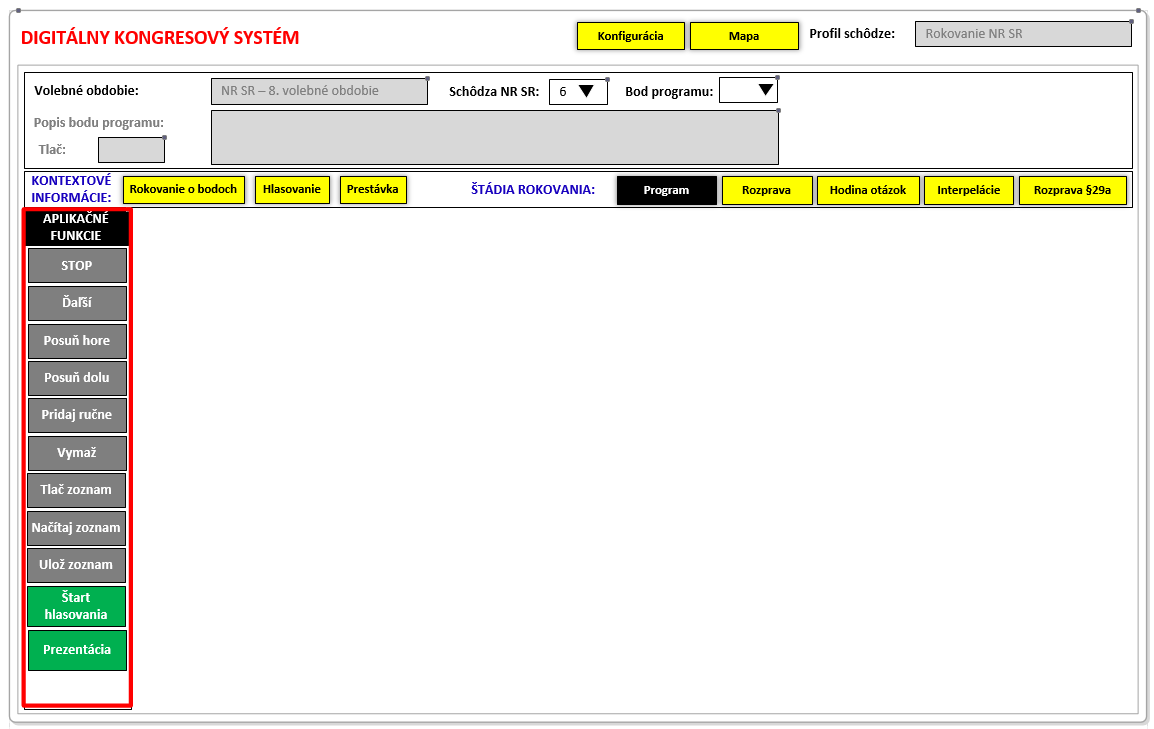 DIGITÁLNY KONGRESOVÝ SYSTÉM
Konfigurácia
Mapa
Profil schôdze:
Rokovanie NR SR
Volebné obdobie:
NR SR – 8. volebné obdobie
Schôdza NR SR:
6
Bod programu:
Popis bodu programu:
Tlač:
KONTEXTOVÉ
INFORMÁCIE:
Rokovanie o bodoch
Hlasovanie
Prestávka
ŠTÁDIA ROKOVANIA:
Program
Rozprava
Hodina otázok
Interpelácie
Rozprava §29a
APLIKAČNÉ
FUNKCIE
STOP
Ďaľší
Posuň hore
Posuň dolu
Pridaj ručne
Vymaž
Tlač zoznam
Načítaj zoznam
Ulož zoznam
Štart
hlasovania
Prezentácia